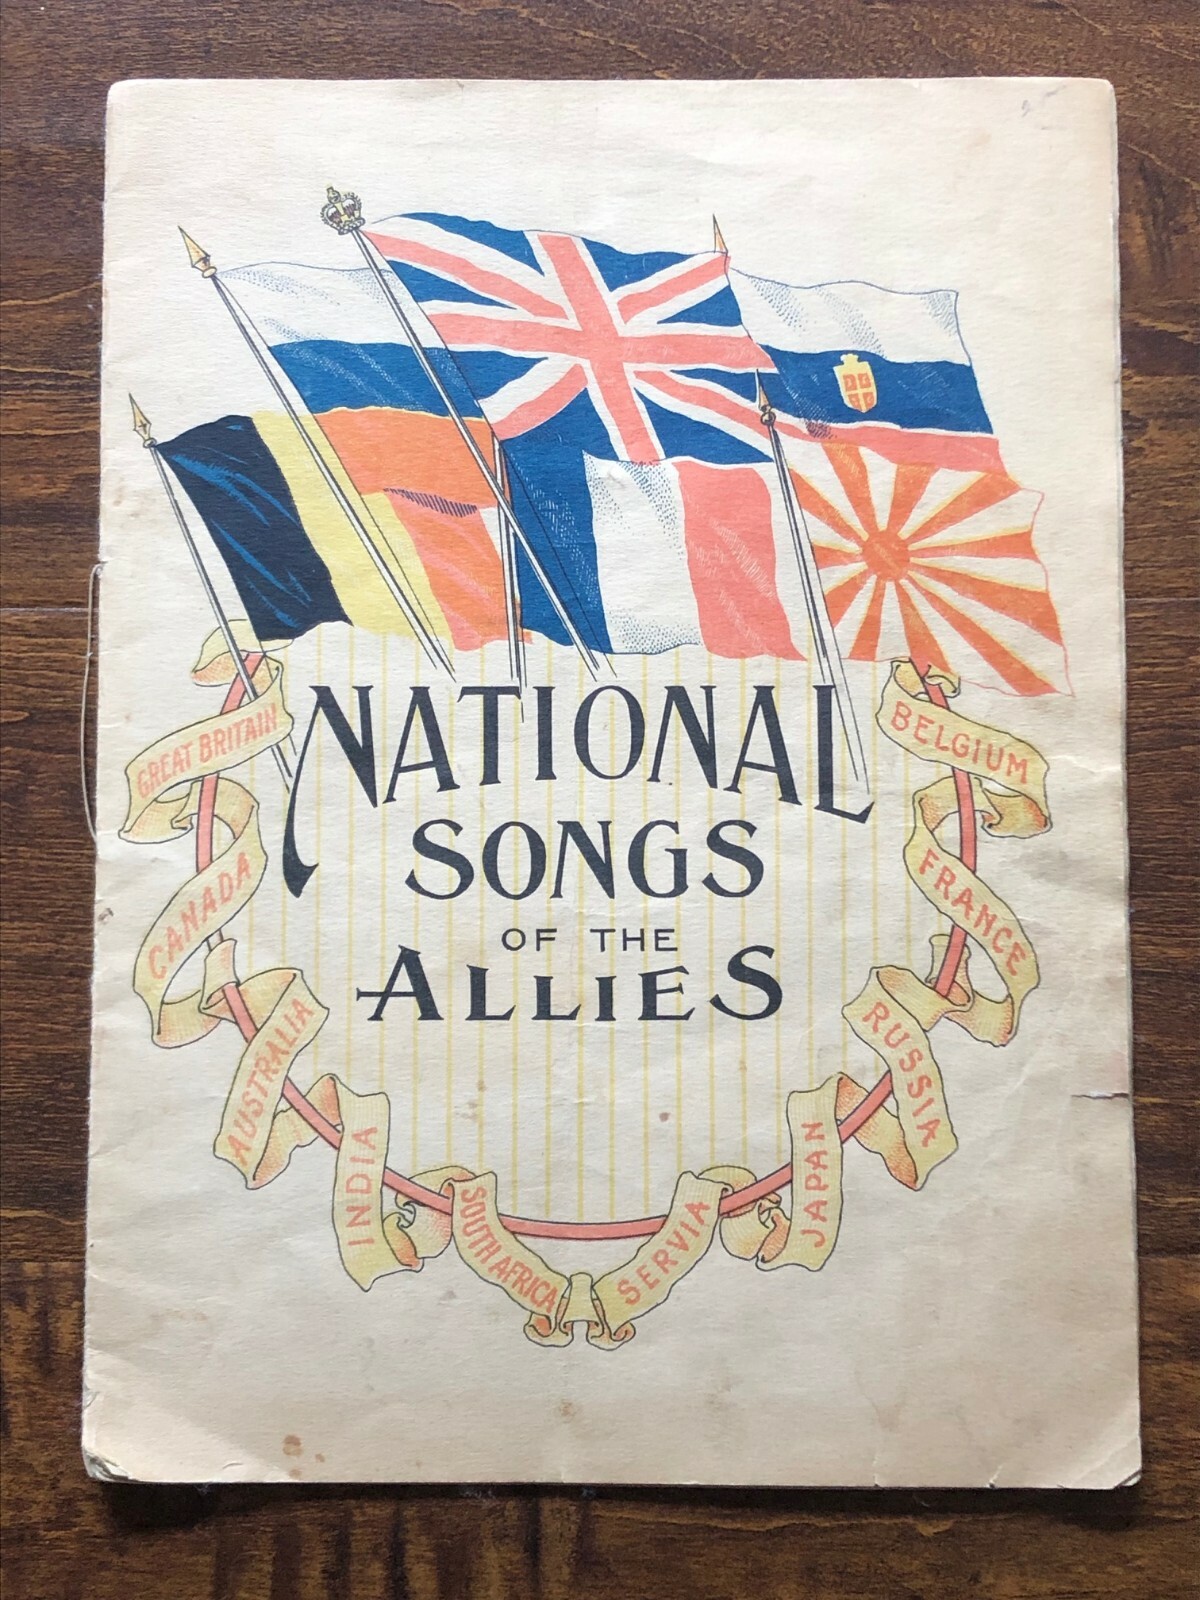 NATIONAL
SONGS
OF THE
ALLIES
GREAT BRITAIN
CANADA
AUSTRALIA
INDIA
SOUTH AFRICA
SERVIA
JAPAN
RUSSIA
FRANCE
BELGIUM